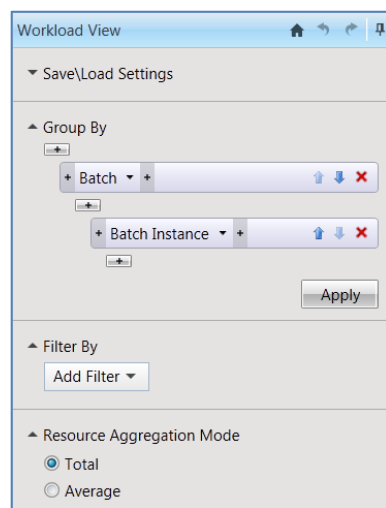 Workload View
Save\Load Settings
Group By
+
+ Batch +
+
+ Batch Instance +
+
Apply
Filter By
Add Filter
Resource Aggregation Mode
Total
Average